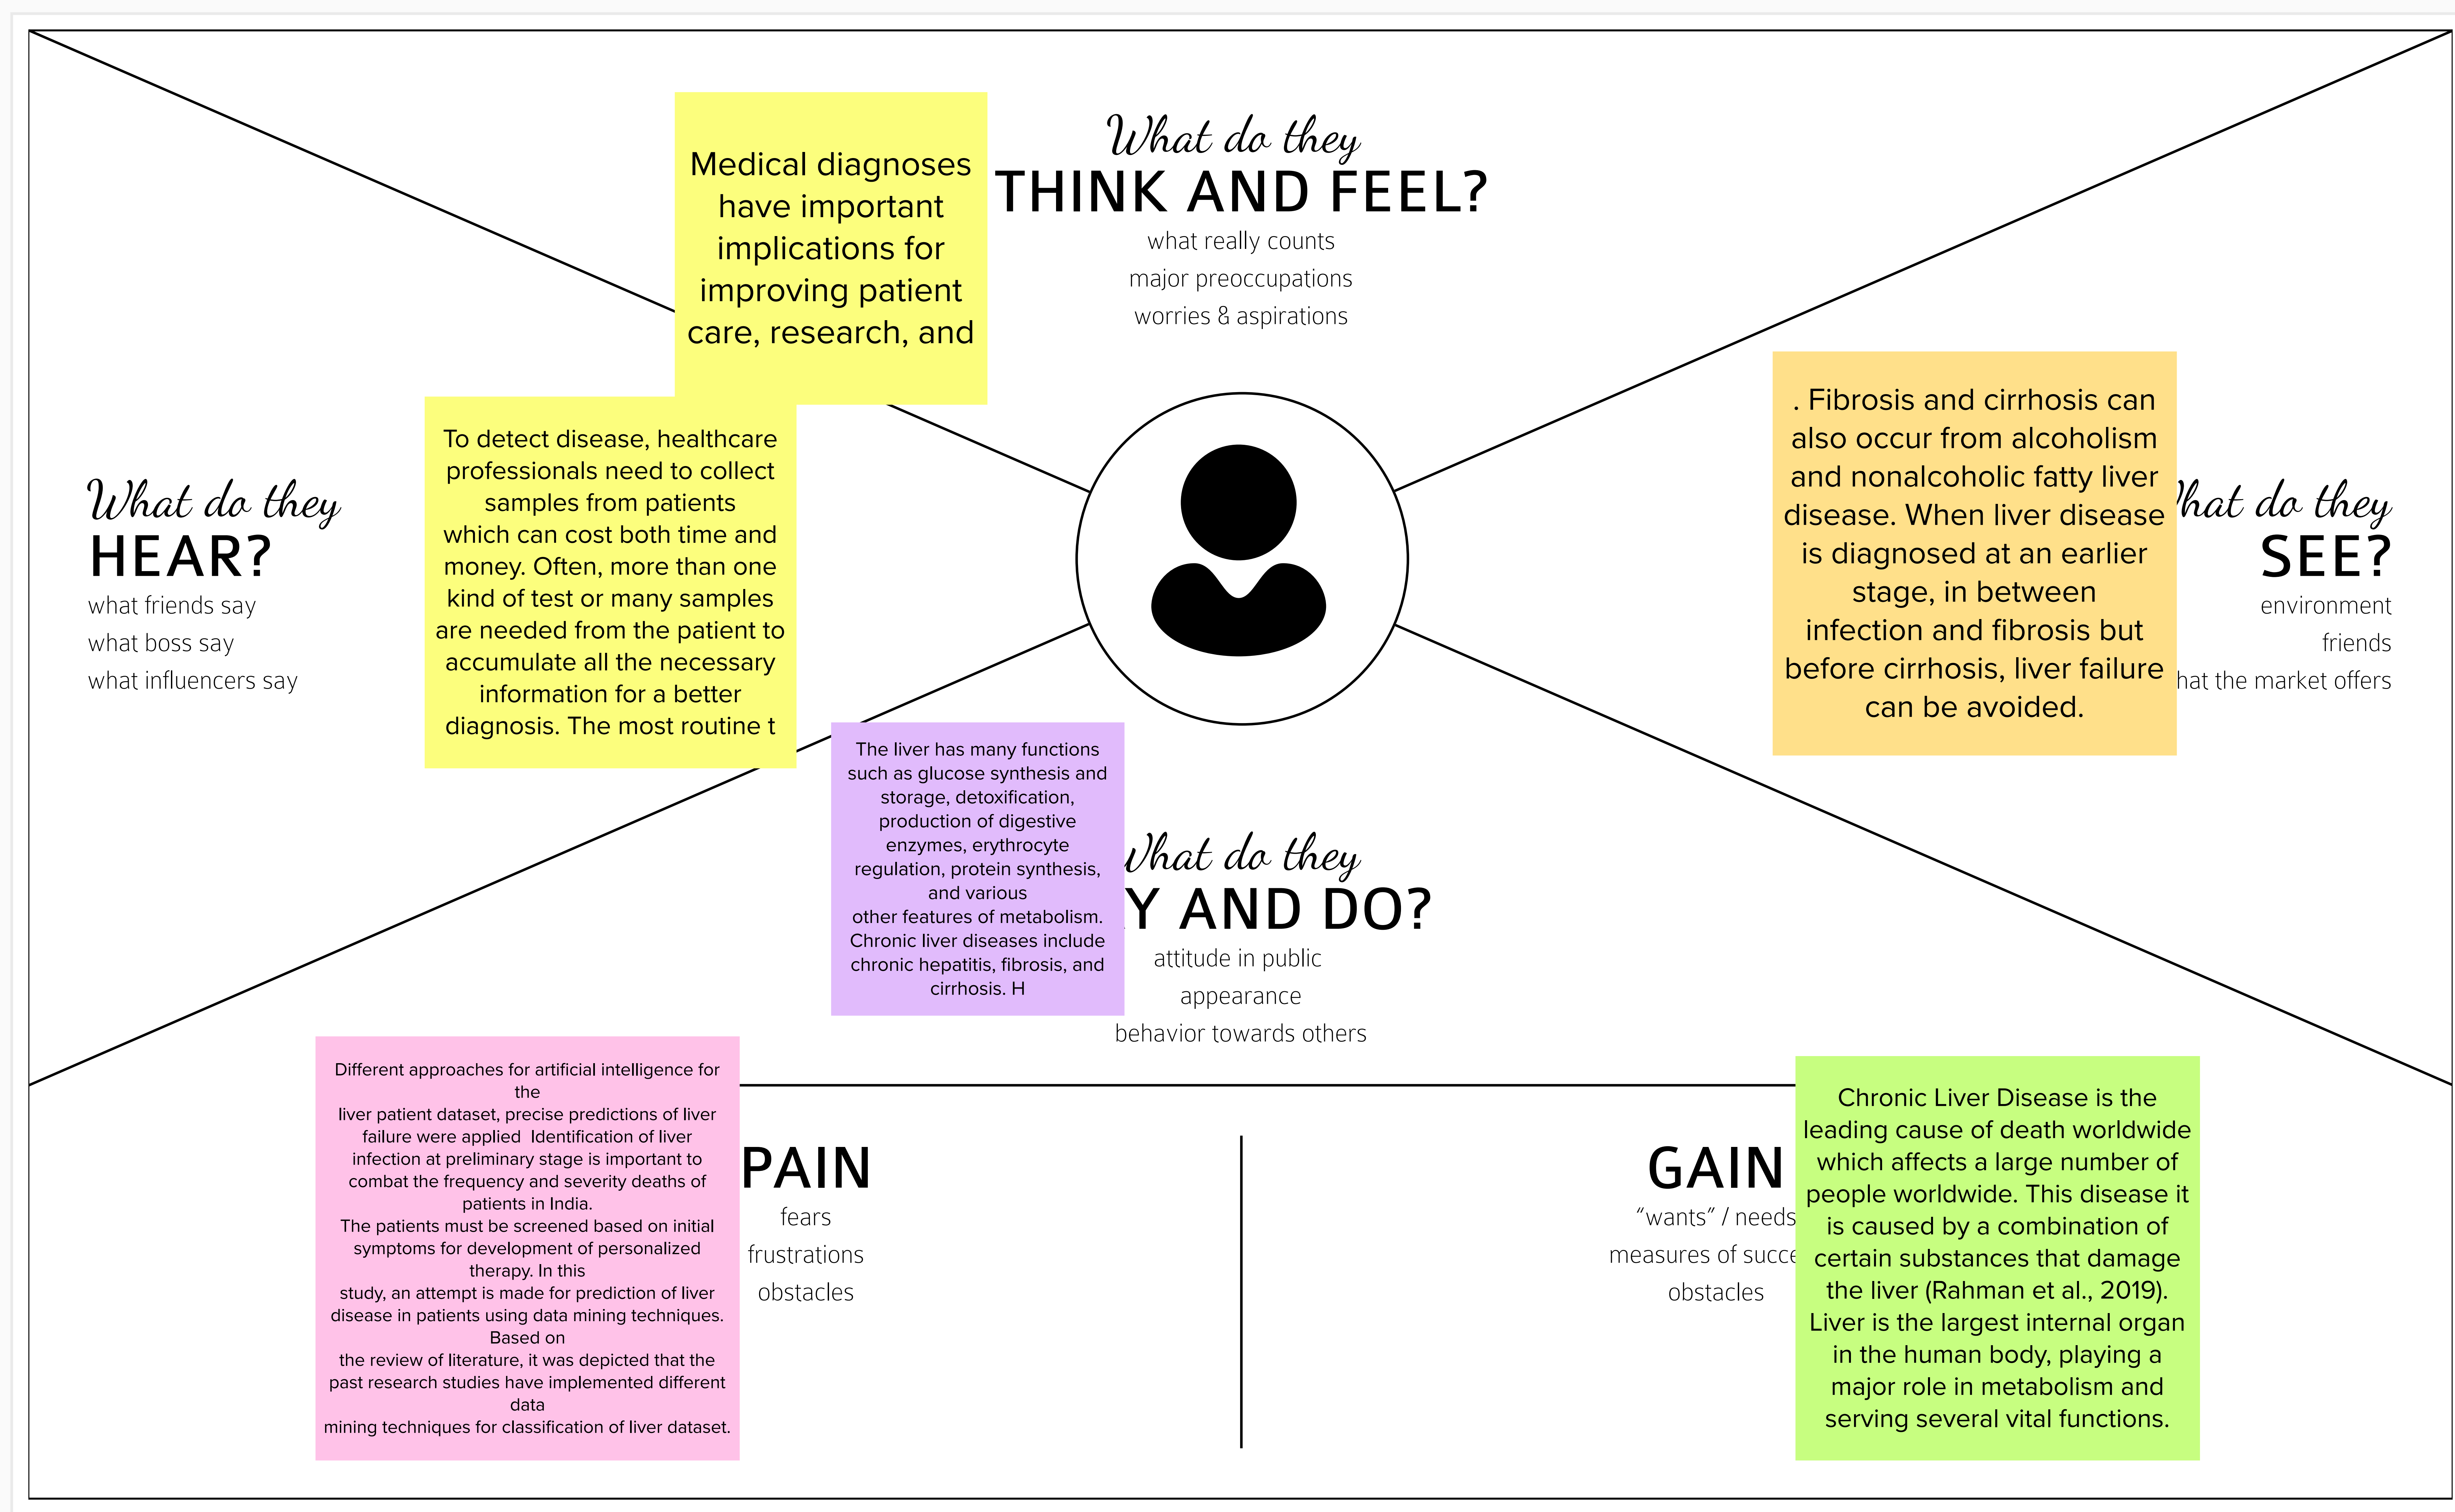 Medical diagnoses
have important
implications for
improving patient
care, research, and
What do they
THINK AND FEEL?
what really counts
major preoccupations
worries & aspirations
What do they
HEAR?
what friends say
what boss say
what influencers say
To detect disease, healthcare
professionals need to collect
samples from patients
which can cost both time and
money. Often, more than one
kind of test or many samples
are needed from the patient to
accumulate all the necessary
information for a better
diagnosis. The most routine t
. Fibrosis and cirrhosis can
also occur from alcoholism
and nonalcoholic fatty liver
disease. When liver disease
is diagnosed at an earlier
stage, in between
infection and fibrosis but
before cirrhosis, liver failure
can be avoided.
hat do they
SEE?
environment
friends
hat the market offers
The liver has many functions
such as glucose synthesis and
storage, detoxification,
production of digestive
enzymes, erythrocyte
regulation, protein synthesis,
and various
other features of metabolism.
Chronic liver diseases include
chronic hepatitis, fibrosis, and
cirrhosis. H
What do they
Y AND DO?
attitude in public
appearance
behavior towards others
Different approaches for artificial intelligence for
the
liver patient dataset, precise predictions of liver
failure were applied  Identification of liver
infection at preliminary stage is important to
combat the frequency and severity deaths of
patients in India.
The patients must be screened based on initial
symptoms for development of personalized
therapy. In this
study, an attempt is made for prediction of liver
disease in patients using data mining techniques.
Based on
the review of literature, it was depicted that the
past research studies have implemented different
data
mining techniques for classification of liver dataset.
PAIN
fears
frustrations
obstacles
GAIN
“wants” / needs
measures of succe
obstacles
Chronic Liver Disease is the
leading cause of death worldwide
which affects a large number of
people worldwide. This disease it
is caused by a combination of
certain substances that damage
the liver (Rahman et al., 2019).
Liver is the largest internal organ
in the human body, playing a
major role in metabolism and
serving several vital functions.